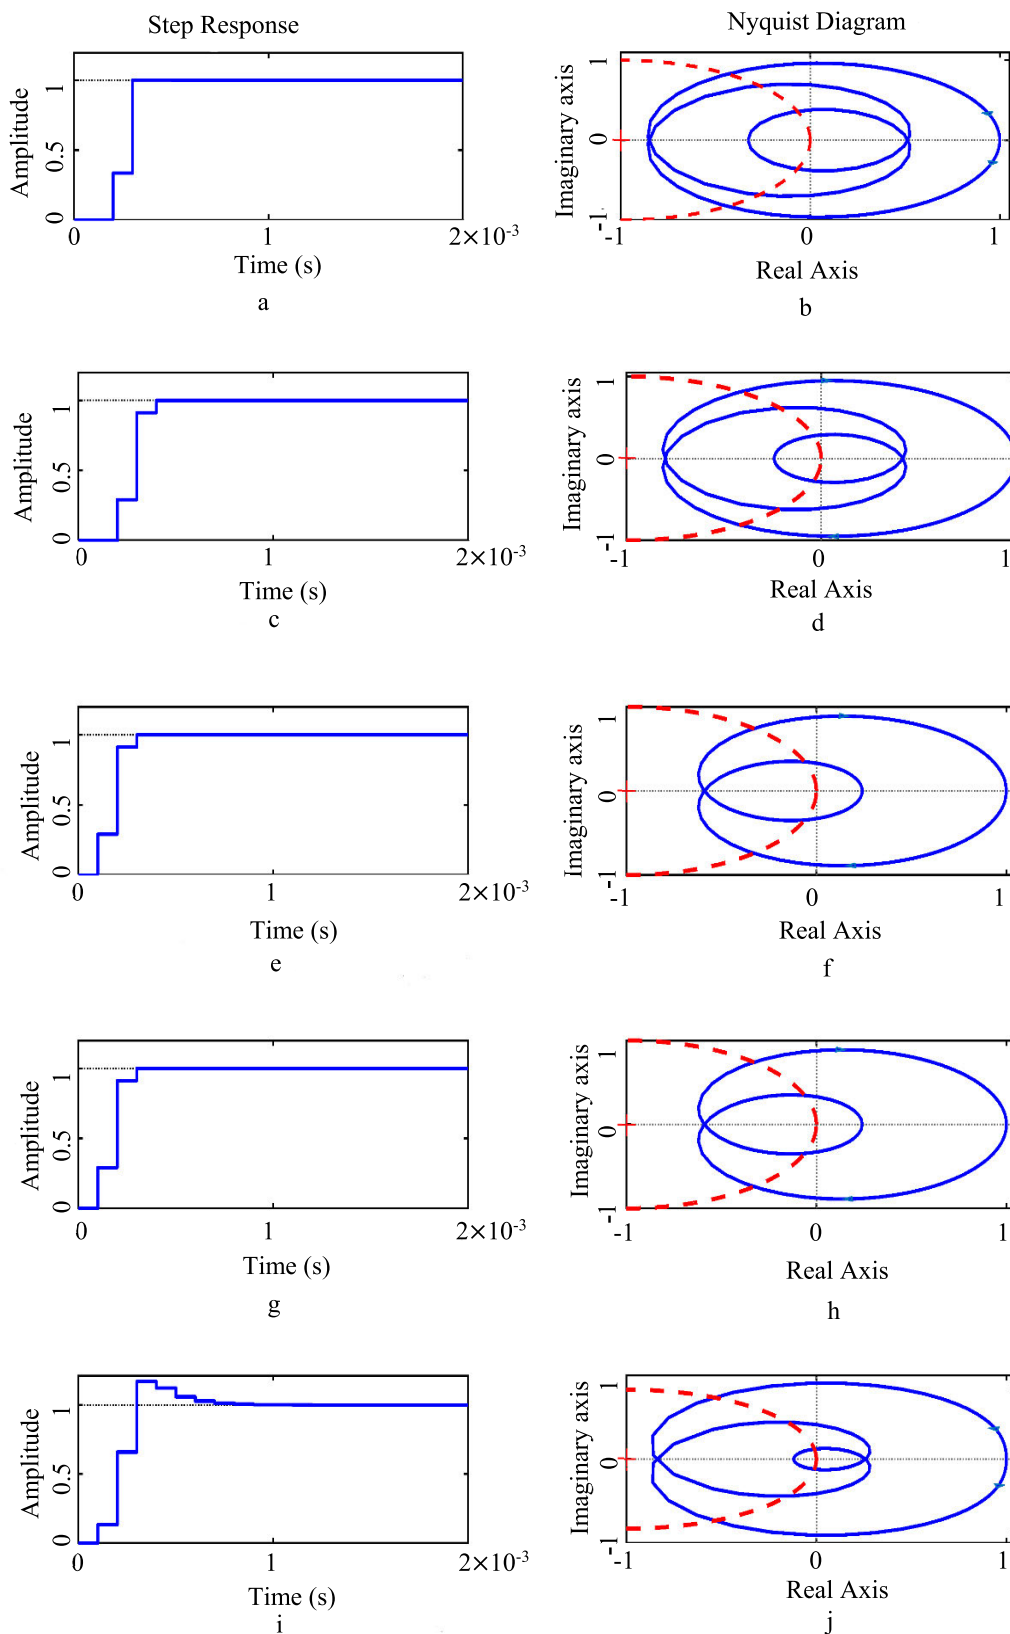 Step Response
Nyquist Diagram
Amplitude
0
0.5
1
0
1
2×10-3
Time (s)
a
Imaginary axis
-1
0
1
-1
0
1
Real Axis
b
Amplitude
0
0.5
1
0
1
2×10-3
Time (s)
c
Imaginary axis
-1
0
1
-1
0
1
Real Axis
d
Amplitude
0
0.5
1
0
1
2×10-3
Time (s)
e
Imaginary axis
-1
0
1
-1
0
1
Real Axis
f
Amplitude
0
0.5
1
0
1
2×10-3
Time (s)
g
Imaginary axis
-1
0
1
-1
0
1
Real Axis
h
Amplitude
0
0.5
1
0
1
2×10-3
Time (s)
i
Imaginary axis
-1
0
1
-1
0
1
Real Axis
j